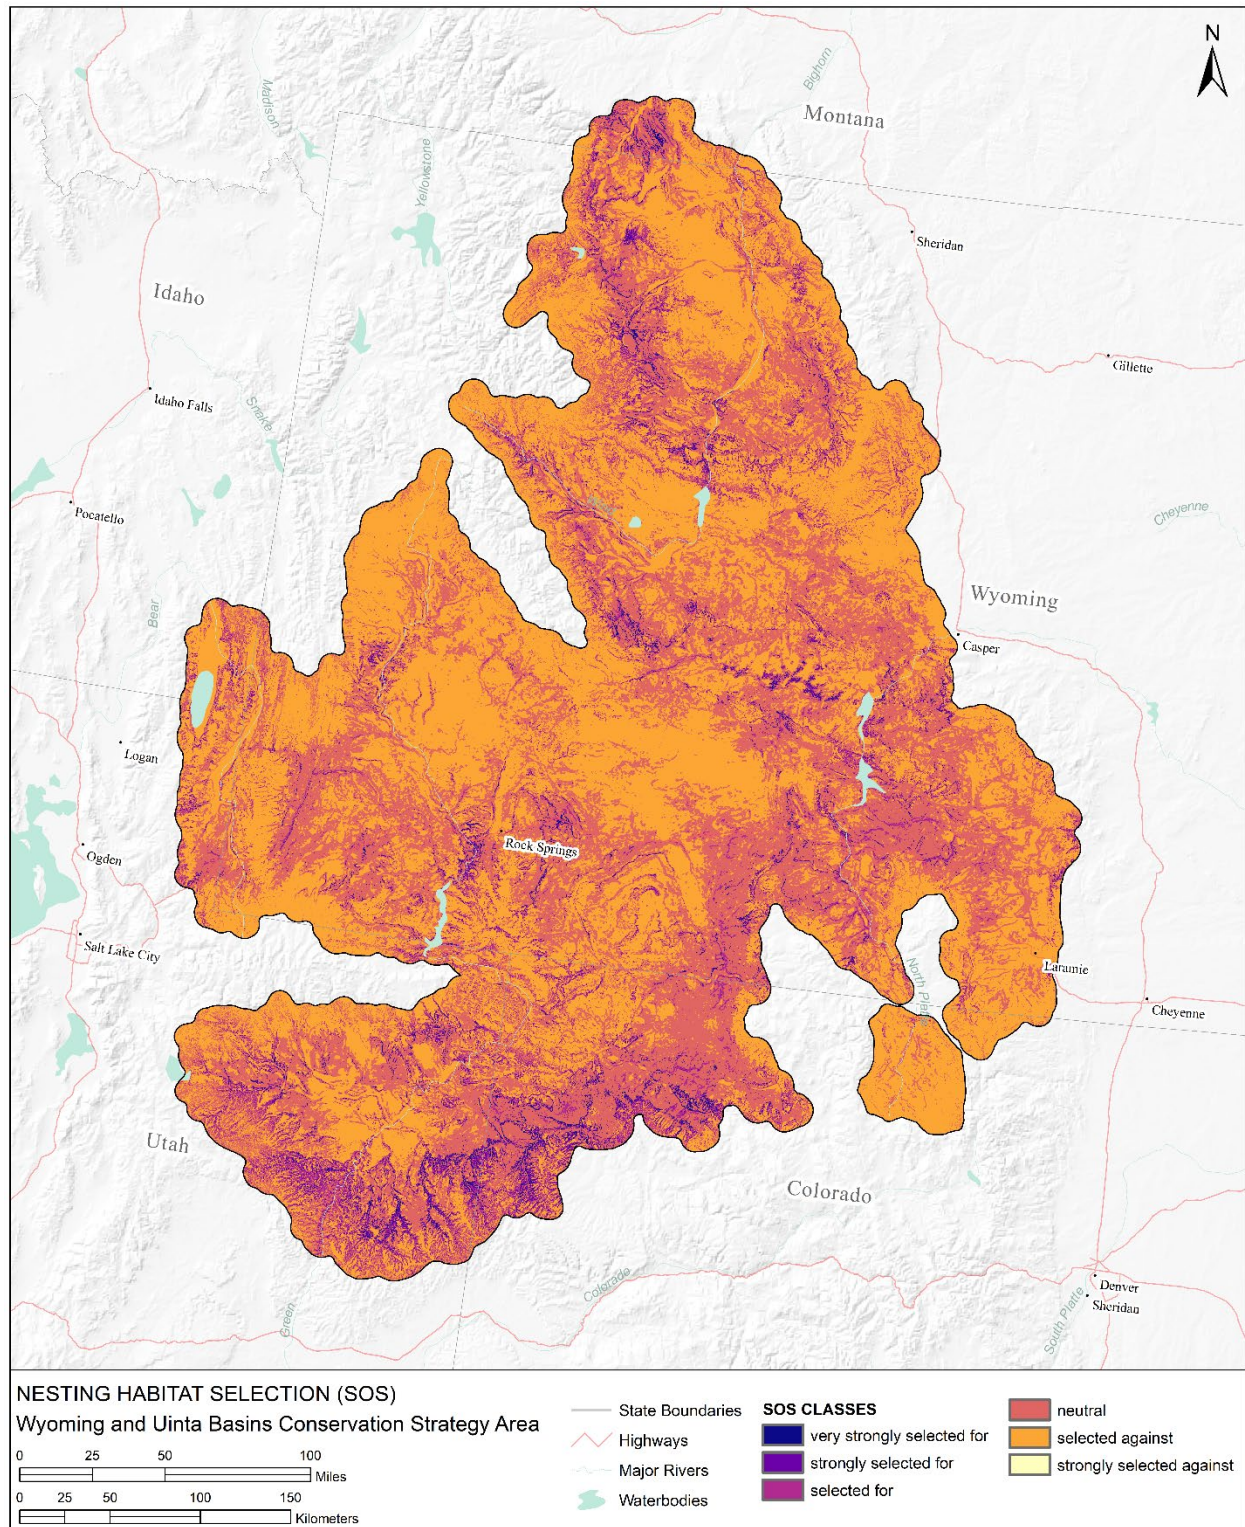 N
Bighorn
Montana
Madison
Yellowstone
Sheridan
Idaho
Gillette
Idaho Falls
Snake
Pocatello
Cheyenne
Wyoming
Bear
Casper
Logan
Rock Springs
Ogden
Salt Lake City
Laramie
North Platte
Cheyenne
Utah
Colorado
Colorado
Green
Denver
Sheridan
South Platte
NESTING HABITAT SELECTION (SOS)
Wyoming and Uinta Basins Conservation Strategy Area
0 25 50 100
Miles
0 25 50 100 150
Kilometers
State Boundaries
Highways
Major Rivers
Waterbodies
SOS CLASSES
very strongly selected for
strongly selected for
selected for
neutral
selected against
strongly selected against